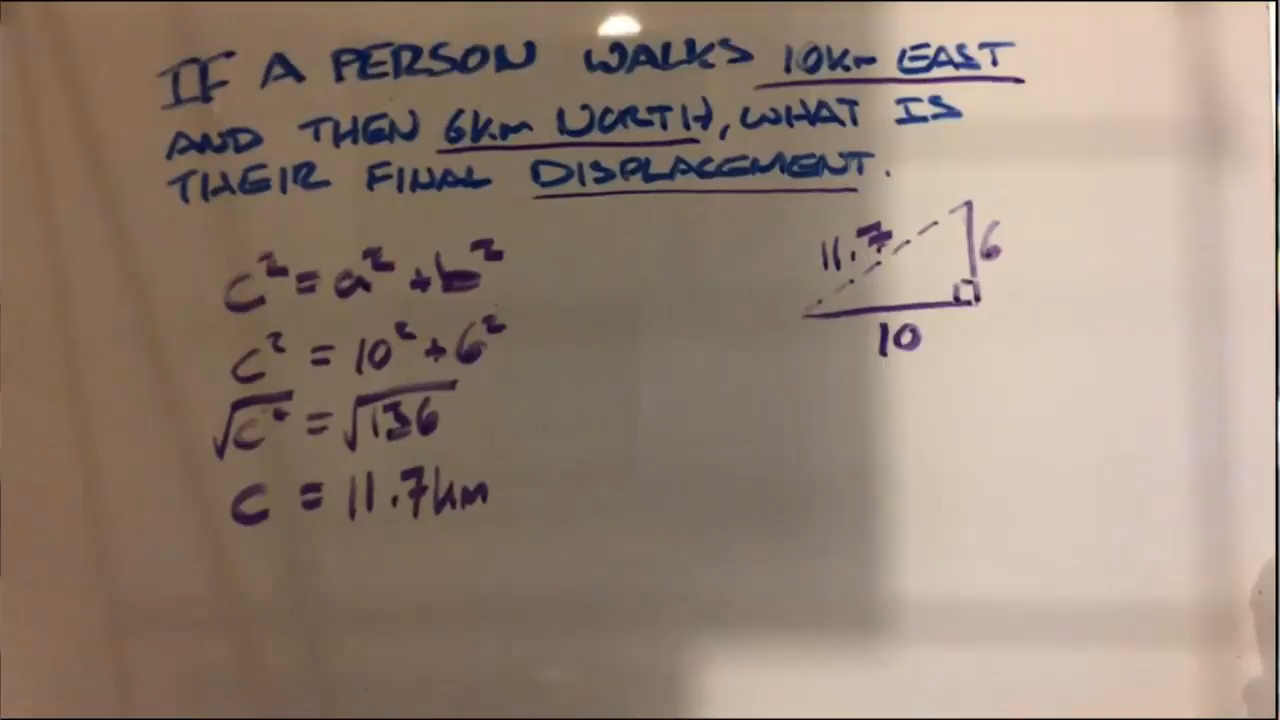 IF A PERSON WALKS 10km EAST
AND THEN 6km NORTH, WHAT IS
THEIR FINAL DISPLACEMENT.
c² = a² + b²
c² = 10² + 6²
√c² = √136
c = 11.7km
11.7
6
10